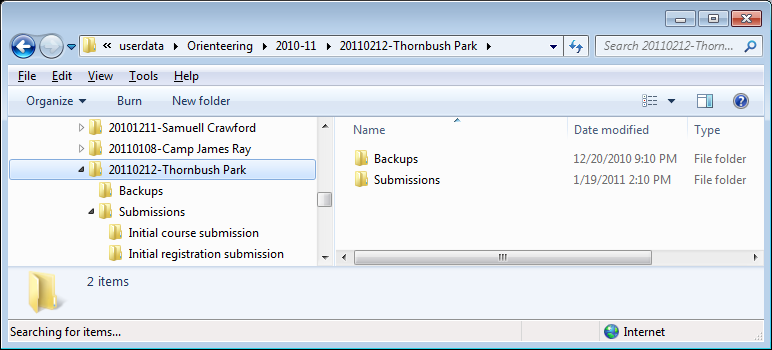 « userdata ▸ Orienteering ▸ 2010-11 ▸ 20110212-Thornbush Park ▸
Search 20110212-Thorn...
File Edit View Tools Help
Organize Burn New folder
20101211-Samuell Crawford
20110108-Camp James Ray
20110212-Thornbush Park
Backups
Submissions
Initial course submission
Initial registration submission
Name Date modified Type
Backups 12/20/2010 9:10 PM File folder
Submissions 1/19/2011 2:10 PM File folder
2 items
Searching for items... Internet